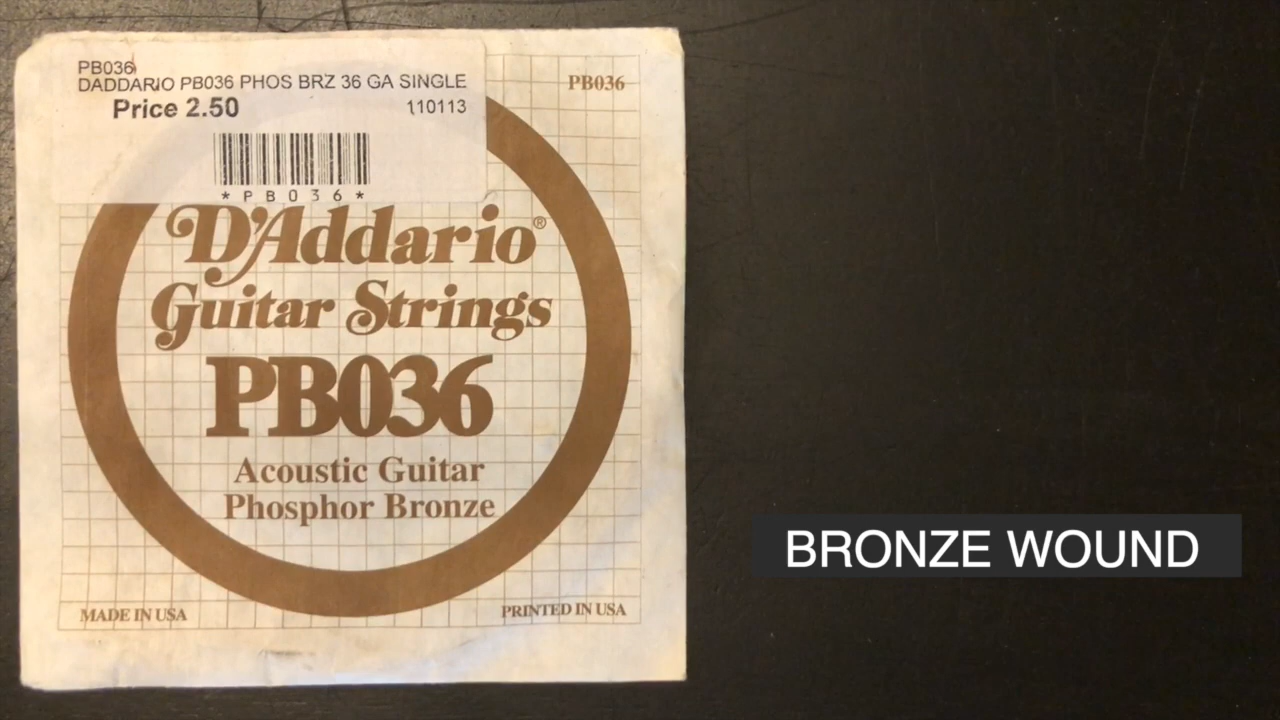 PB036
DADDARIO PB036 PHOS BRZ 36 GA SINGLE
Price 2.50 110113
*PB036*
PB036
D'Addario®
Guitar Strings
PB036
Acoustic Guitar
Phosphor Bronze
MADE IN USA
PRINTED IN USA
BRONZE WOUND